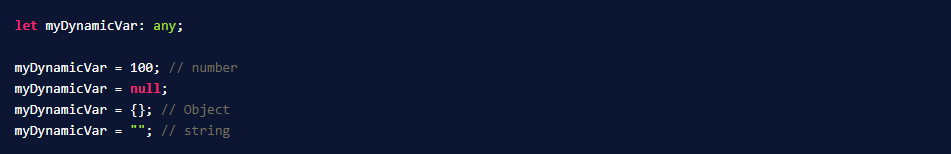 let myDynamicVar: any;
myDynamicVar = 100; // number
myDynamicVar = null;
myDynamicVar = {}; // Object
myDynamicVar = ""; // string